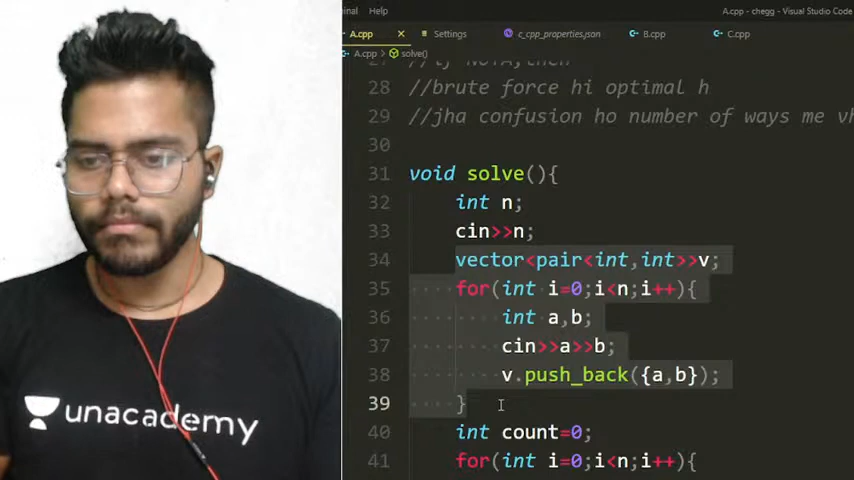 inal Help A.cpp - chegg - Visual Studio Code
A.cpp × Settings c_cpp_properties.json B.cpp C.cpp
A.cpp > solve()
28 //brute force hi optimal h
29 //jha confusion ho number of ways me
30
31 void solve(){
32 int n;
33 cin>>n;
34 vector<pair<int,int>>v;
35 for(int i=0;i<n;i++){
36 int a,b;
37 cin>>a>>b;
38 v.push_back({a,b});
39 }
40 int count=0;
41 for(int i=0;i<n;i++){
unacademy